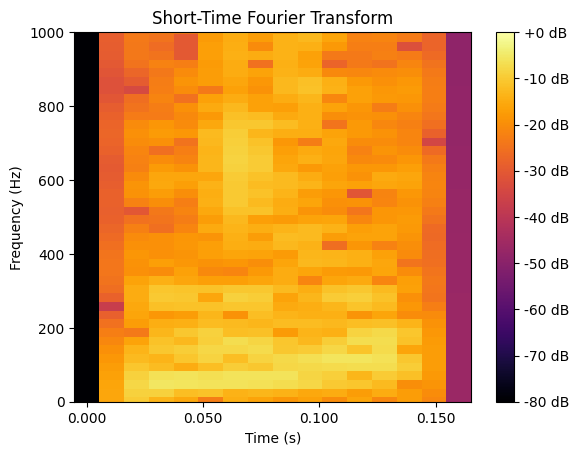 Short-Time Fourier Transform
Frequency (Hz)
1000
800
600
400
200
0
0.000
0.050
0.100
0.150
Time (s)
+0 dB
-10 dB
-20 dB
-30 dB
-40 dB
-50 dB
-60 dB
-70 dB
-80 dB